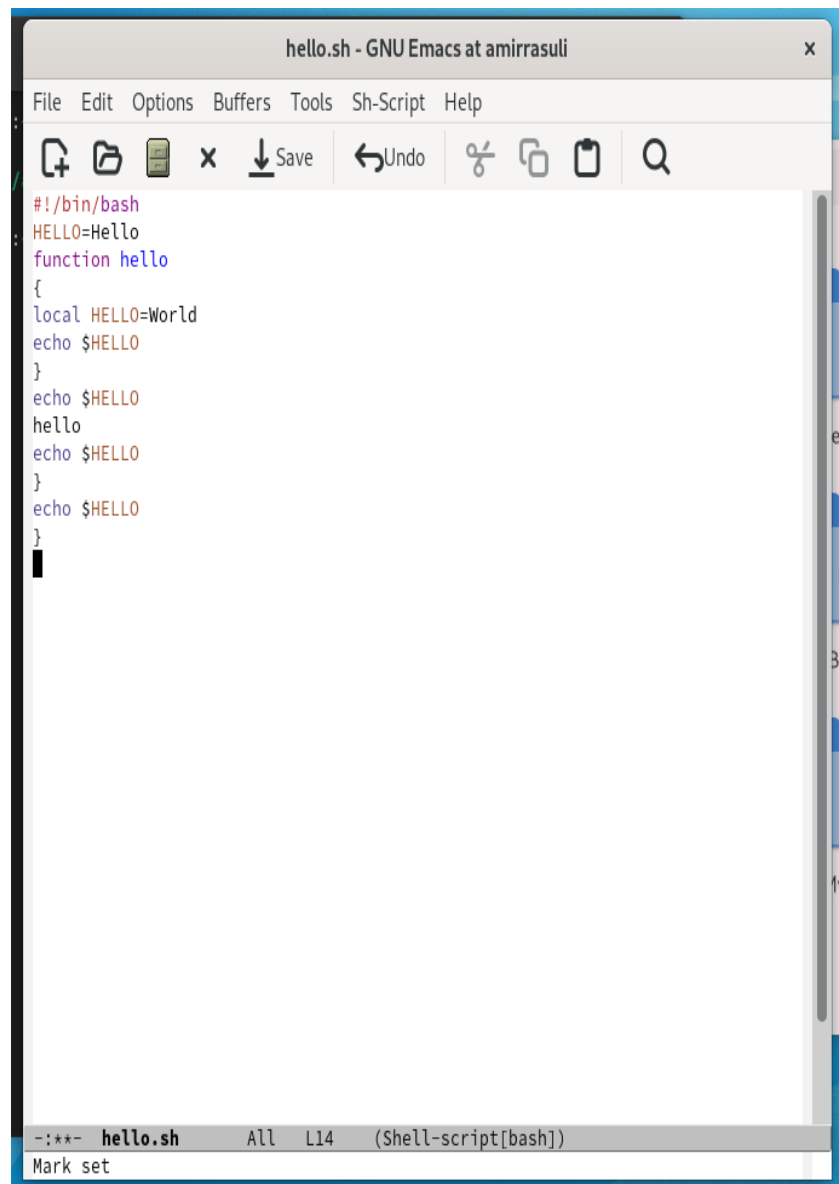 hello.sh - GNU Emacs at amirrasuli x
File Edit Options Buffers Tools Sh-Script Help
Save Undo
#!/bin/bash
HELLO=Hello
function hello
{
local HELLO=World
echo $HELLO
}
echo $HELLO
hello
echo $HELLO
}
echo $HELLO
}
-:**- hello.sh All L14 (Shell-script[bash])
Mark set